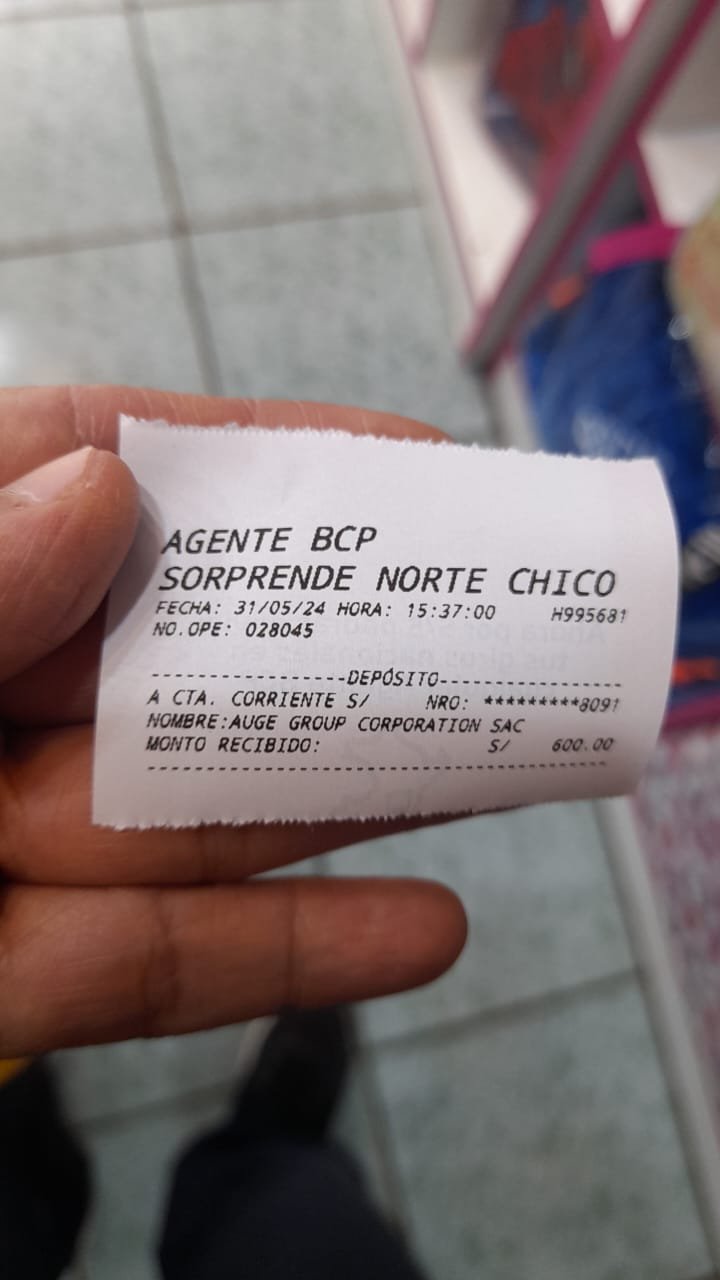 AGENTE BCP
SORPRENDE NORTE CHICO
FECHA: 31/05/24 HORA: 15:37:00 H995681
NO.OPE: 028045
-----------------DEPÓSITO-----------------
A CTA. CORRIENTE S/ NRO: *********8091
NOMBRE:AUGE GROUP CORPORATION SAC
MONTO RECIBIDO: S/ 600.00
------------------------------------------